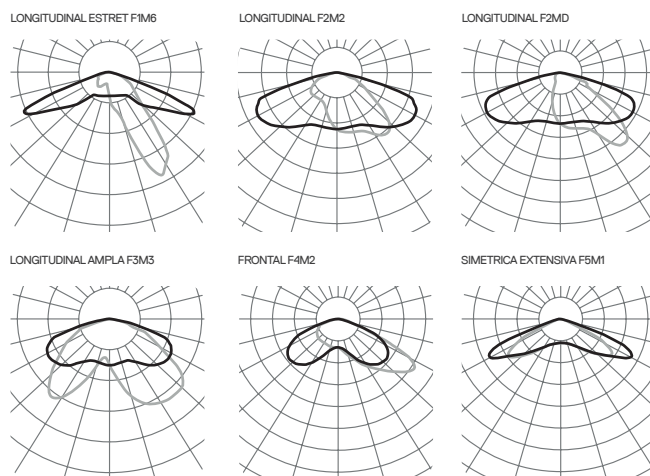 LONGITUDINAL ESTRET F1M6
LONGITUDINAL F2M2
LONGITUDINAL F2MD
LONGITUDINAL AMPLA F3M3
FRONTAL F4M2
SIMETRICA EXTENSIVA F5M1